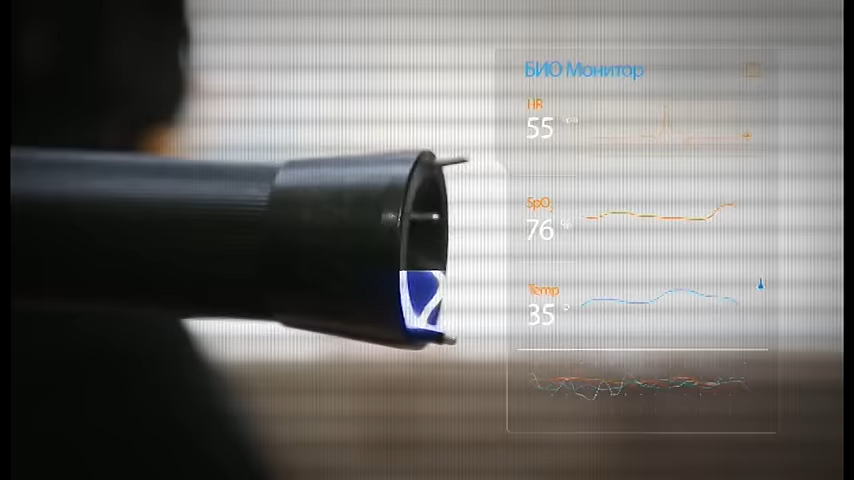 БИО Монитор
HR
55
SpO₂
76 %
Temp
35 °